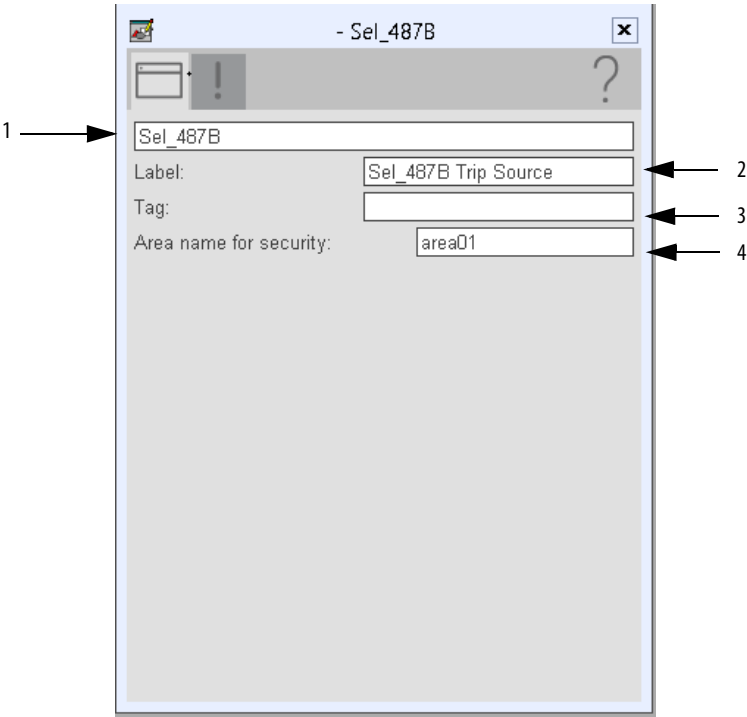 - Sel_487B
1
Sel_487B
Label: Sel_487B Trip Source
2
Tag:
3
Area name for security: area01
4